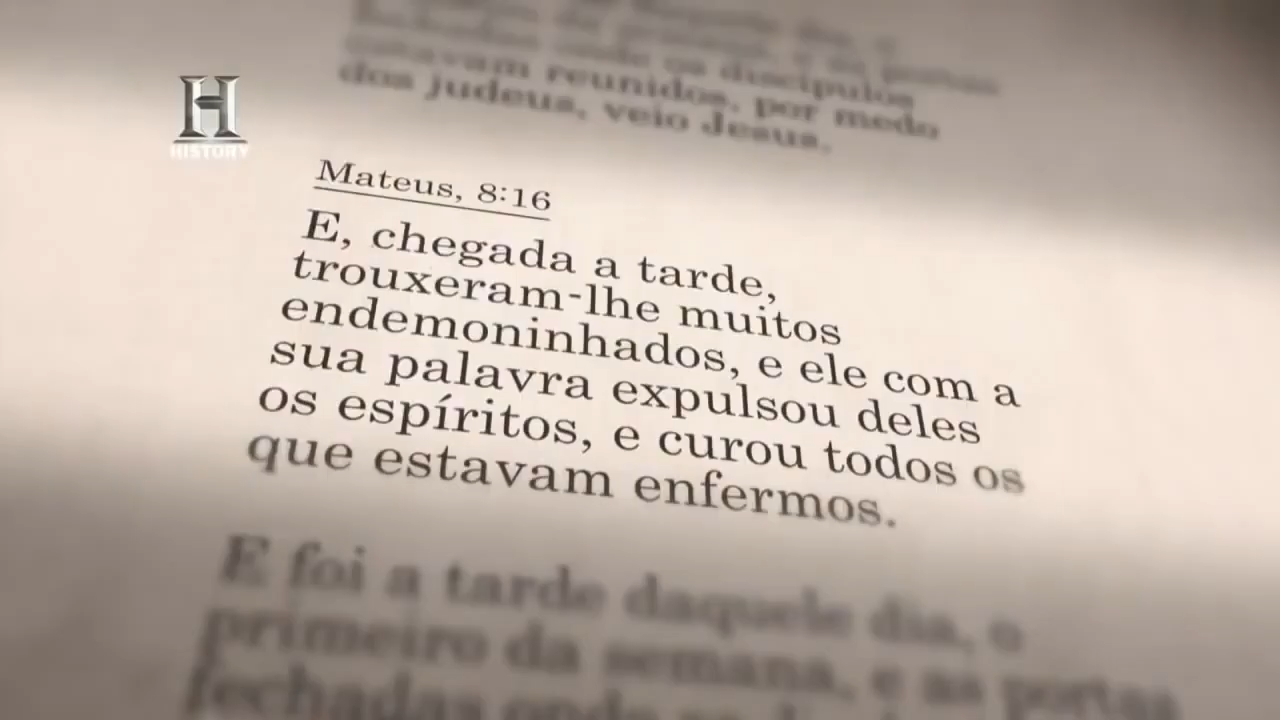 estavam reunidos, por medo
dos judeus, veio Jesus,
H
HISTORY
Mateus, 8:16
E, chegada a tarde,
trouxeram-lhe muitos
endemoninhados, e ele com a
sua palavra expulsou deles
os espíritos, e curou todos os
que estavam enfermos.
E foi a tarde daquele dia, o
primeiro da semana, e as portas
fechadas onde